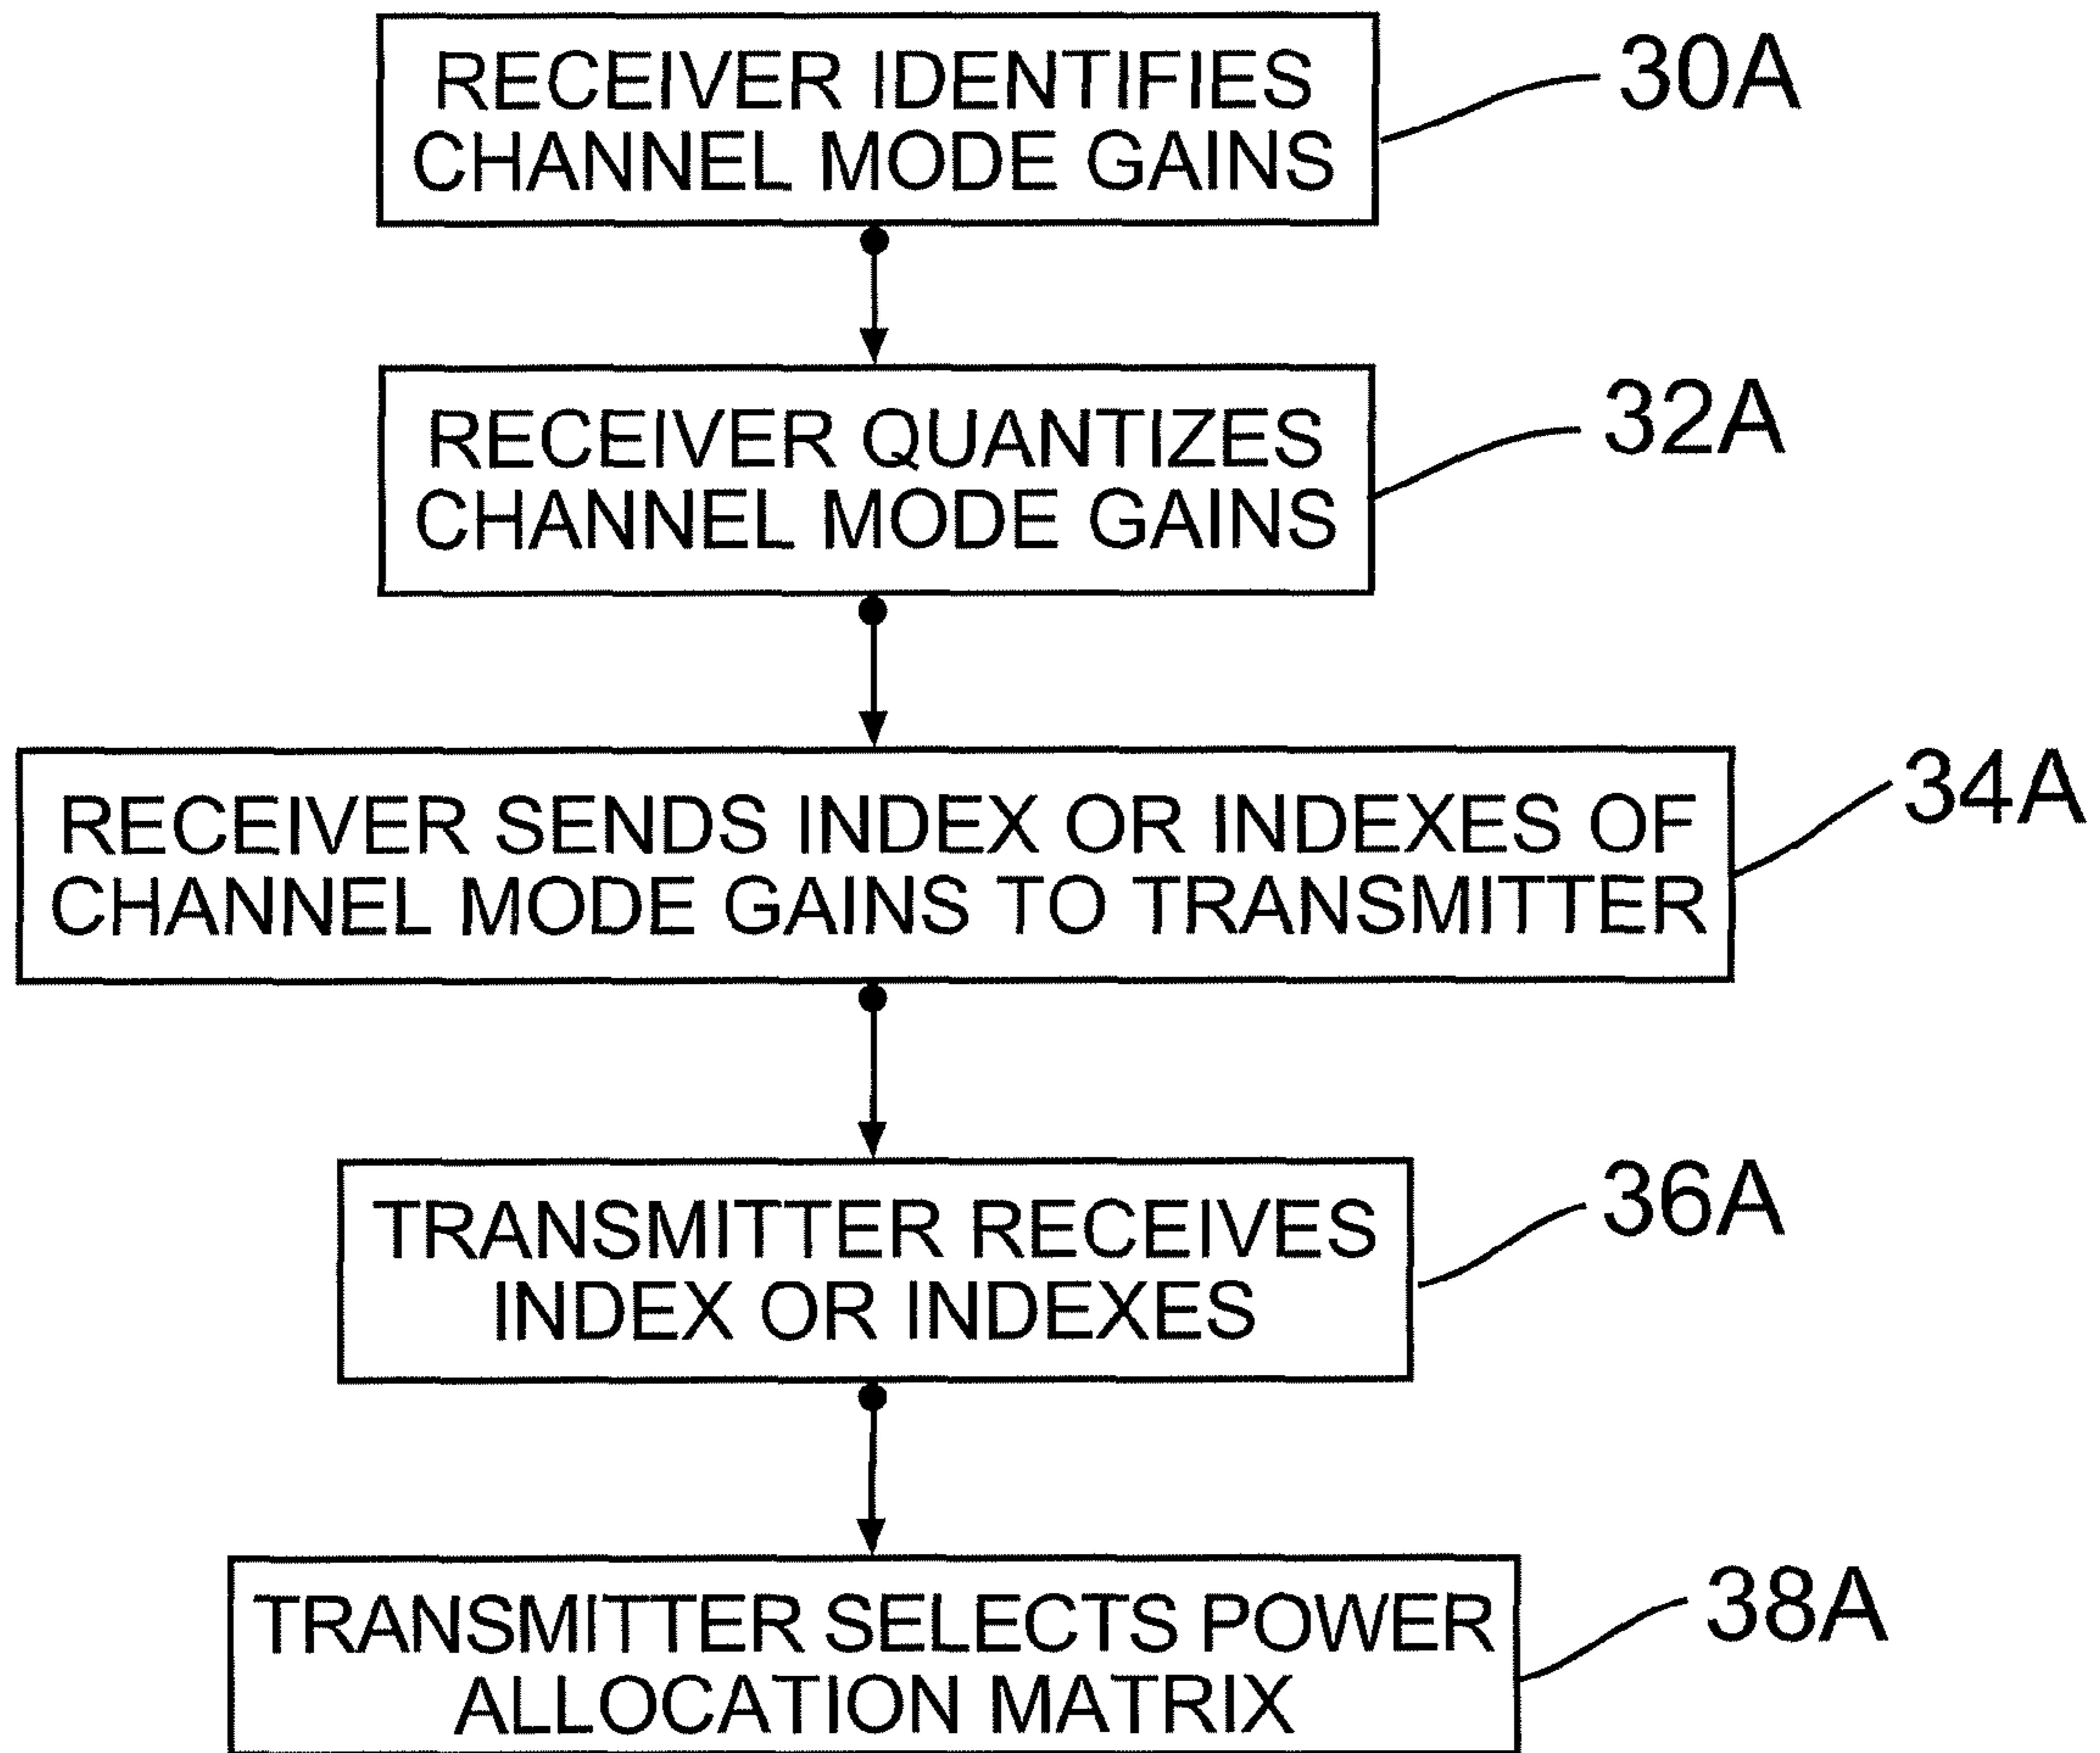 RECEIVER IDENTIFIES
CHANNEL MODE GAINS
30A
RECEIVER QUANTIZES
CHANNEL MODE GAINS
32A
RECEIVER SENDS INDEX OR INDEXES OF
CHANNEL MODE GAINS TO TRANSMITTER
34A
TRANSMITTER RECEIVES
INDEX OR INDEXES
36A
TRANSMITTER SELECTS POWER
ALLOCATION MATRIX
38A